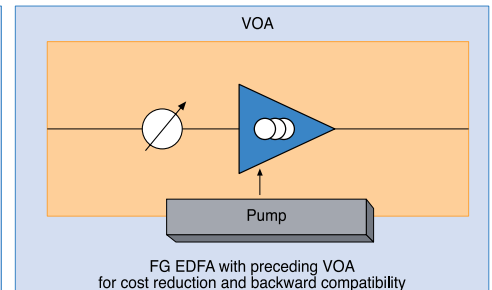 VOA
Pump
FG EDFA with preceding VOA
for cost reduction and backward compatibility